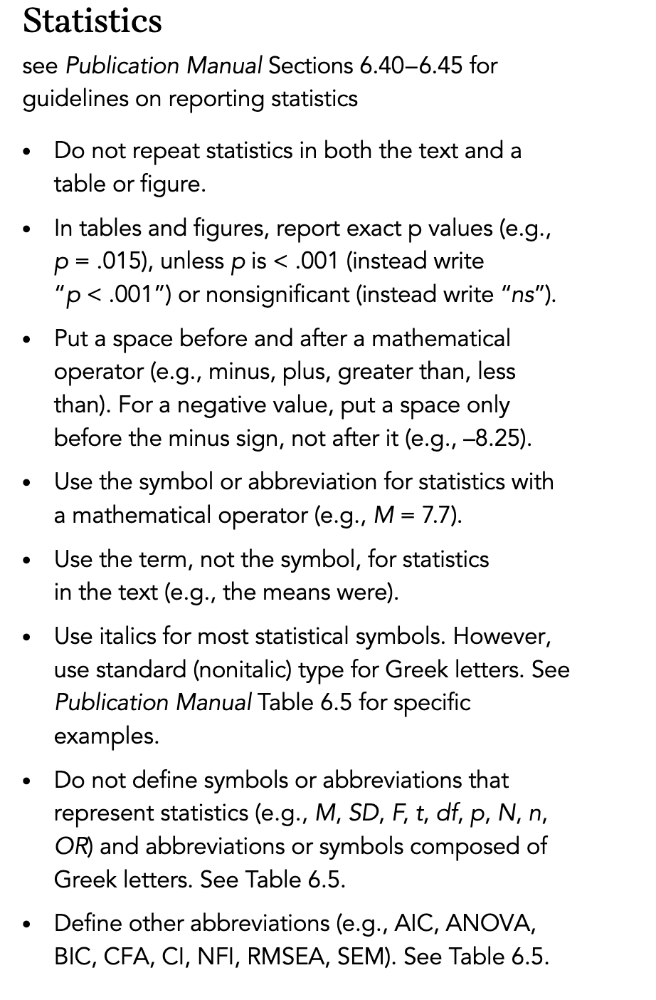 Statistics
see Publication Manual Sections 6.40–6.45 for
guidelines on reporting statistics
• Do not repeat statistics in both the text and a
table or figure.
• In tables and figures, report exact p values (e.g.,
p = .015), unless p is < .001 (instead write
“p < .001”) or nonsignificant (instead write “ns”).
• Put a space before and after a mathematical
operator (e.g., minus, plus, greater than, less
than). For a negative value, put a space only
before the minus sign, not after it (e.g., –8.25).
• Use the symbol or abbreviation for statistics with
a mathematical operator (e.g., M = 7.7).
• Use the term, not the symbol, for statistics
in the text (e.g., the means were).
• Use italics for most statistical symbols. However,
use standard (nonitalic) type for Greek letters. See
Publication Manual Table 6.5 for specific
examples.
• Do not define symbols or abbreviations that
represent statistics (e.g., M, SD, F, t, df, p, N, n,
OR) and abbreviations or symbols composed of
Greek letters. See Table 6.5.
• Define other abbreviations (e.g., AIC, ANOVA,
BIC, CFA, CI, NFI, RMSEA, SEM). See Table 6.5.